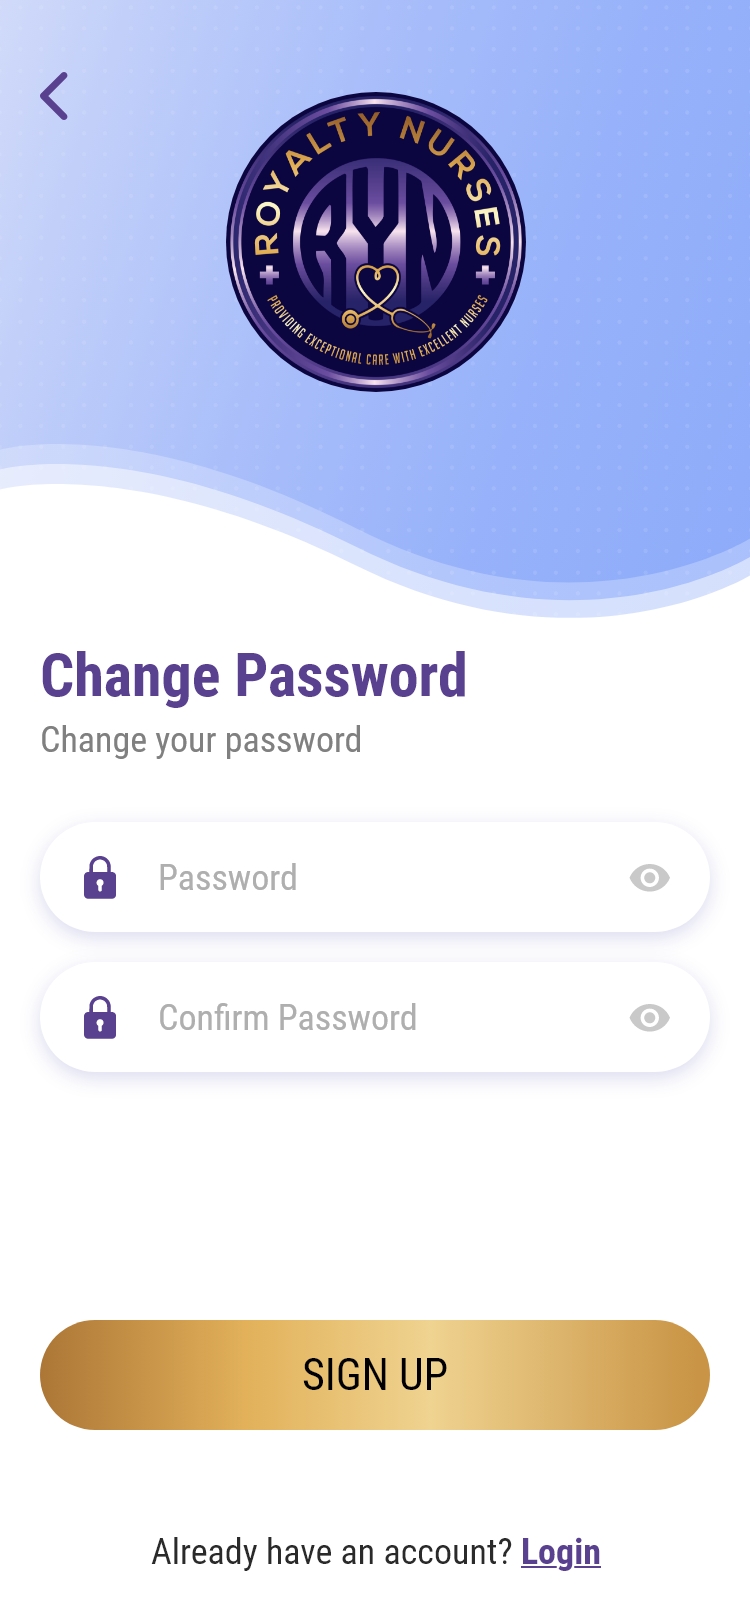 ROYALTY NURSES
RYN
PROVIDING EXCEPTIONAL CARE WITH EXCELLENT NURSES
Change Password
Change your password
Password
Confirm Password
SIGN UP
Already have an account? Login